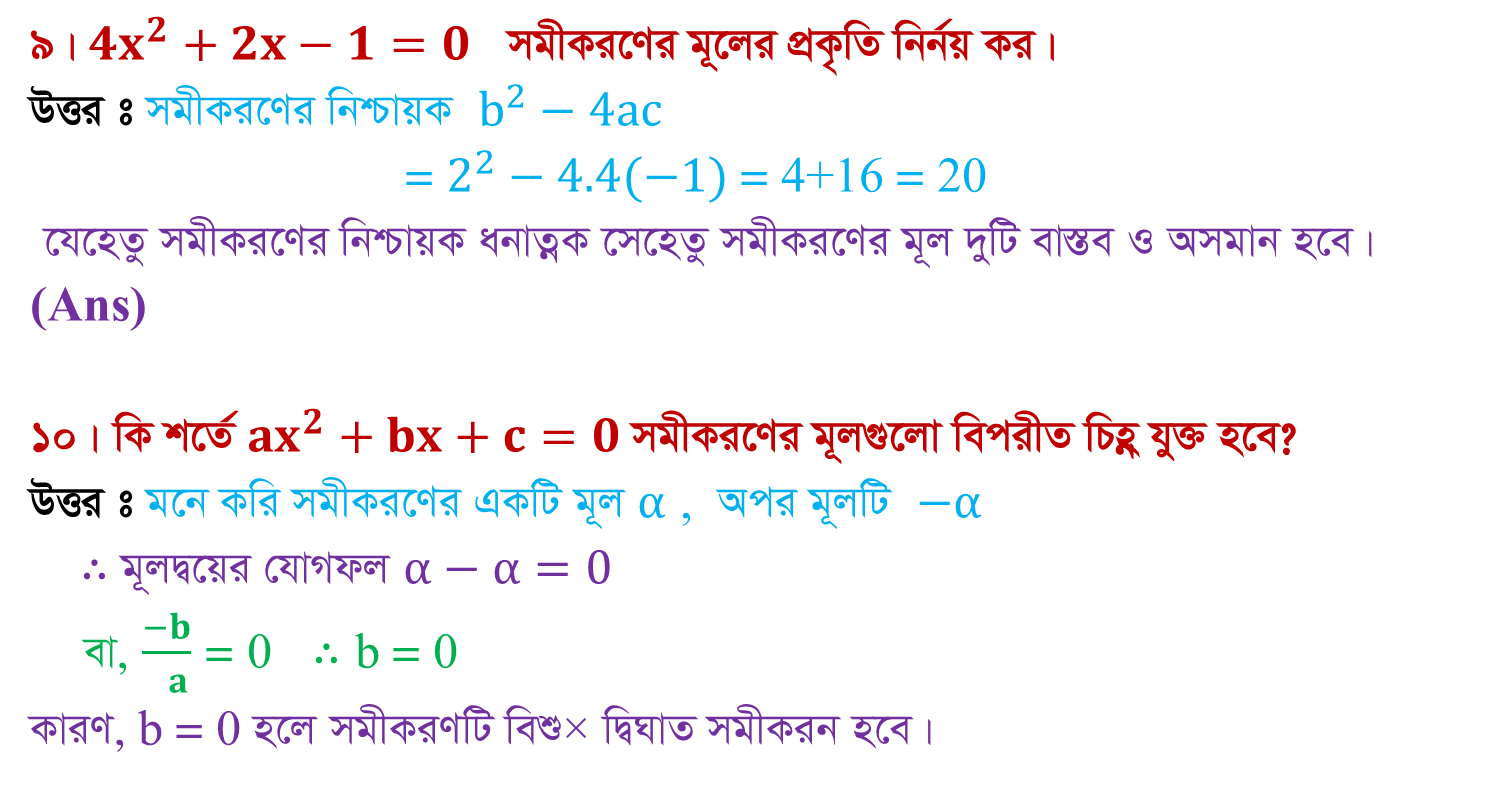 ৯। 4x² + 2x − 1 = 0 সমীকরণের মূলের প্রকৃতি নির্নয় কর।
উত্তর ঃ সমীকরণের নিশ্চায়ক b² − 4ac
= 2² − 4.4(−1) = 4+16 = 20
যেহেতু সমীকরণের নিশ্চায়ক ধনাত্নক সেহেতু সমীকরণের মূল দুটি বাস্তব ও অসমান হবে।
(Ans)
১০। কি শর্তে ax² + bx + c = 0 সমীকরণের মূলগুলো বিপরীত চিহ্ণ যুক্ত হবে?
উত্তর ঃ মনে করি সমীকরণের একটি মূল α , অপর মূলটি −α
∴ মূলদ্বয়ের যোগফল α − α = 0
বা, −b/a = 0 ∴ b = 0
কারণ, b = 0 হলে সমীকরণটি বিশু× দ্বিঘাত সমীকরন হবে।